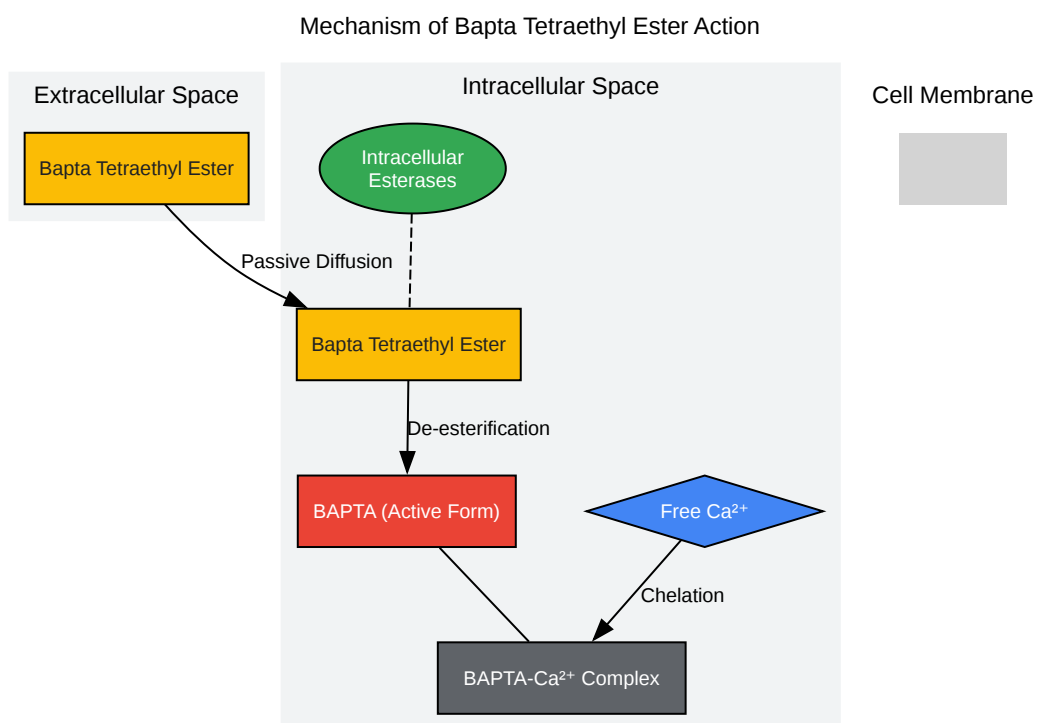 Mechanism of Bapta Tetraethyl Ester Action
Extracellular Space
Intracellular Space
Cell Membrane
Bapta Tetraethyl Ester
Intracellular
Esterases
Passive Diffusion
Bapta Tetraethyl Ester
De-esterification
BAPTA (Active Form)
Free Ca²⁺
Chelation
BAPTA-Ca²⁺ Complex